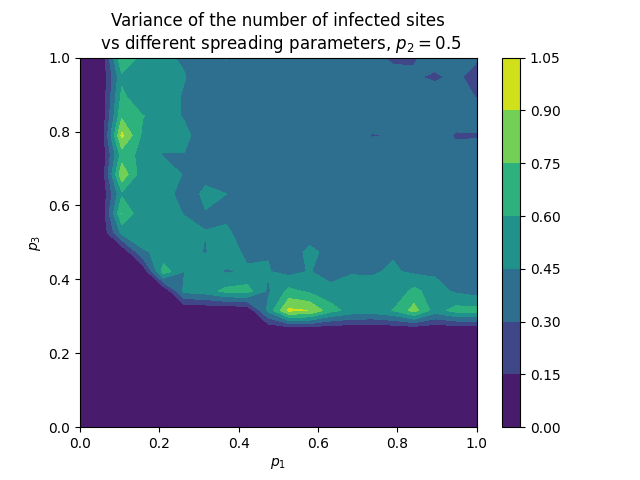 Variance of the number of infected sites
vs different spreading parameters, p₂ = 0.5
1.0
0.8
0.6
0.4
0.2
0.0
p₃
0.0 0.2 0.4 0.6 0.8 1.0
p₁
1.05
0.90
0.75
0.60
0.45
0.30
0.15
0.00